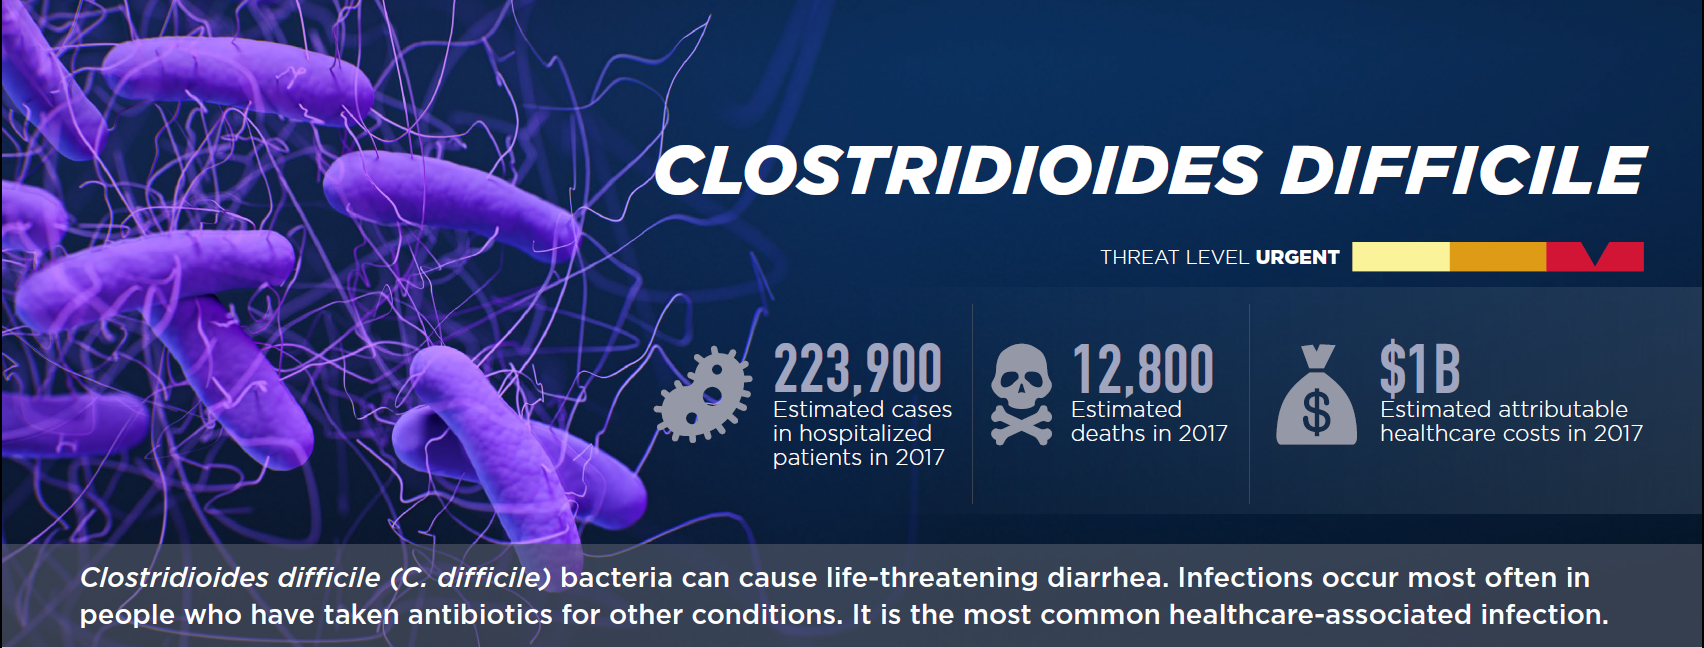 CLOSTRIDIOIDES DIFFICILE
THREAT LEVEL URGENT
223,900
Estimated cases
in hospitalized
patients in 2017
12,800
Estimated
deaths in 2017
$
$1B
Estimated attributable
healthcare costs in 2017
Clostridioides difficile (C. difficile) bacteria can cause life-threatening diarrhea. Infections occur most often in
people who have taken antibiotics for other conditions. It is the most common healthcare-associated infection.